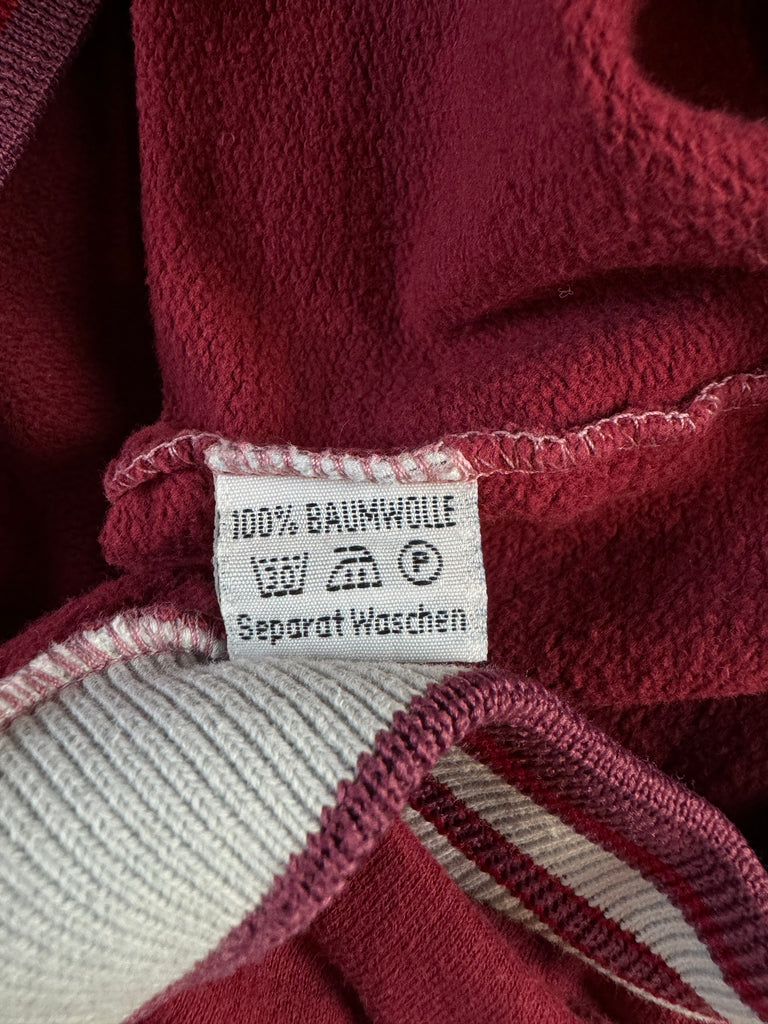 100% BAUMWOLLE
30 P
Separat Waschen